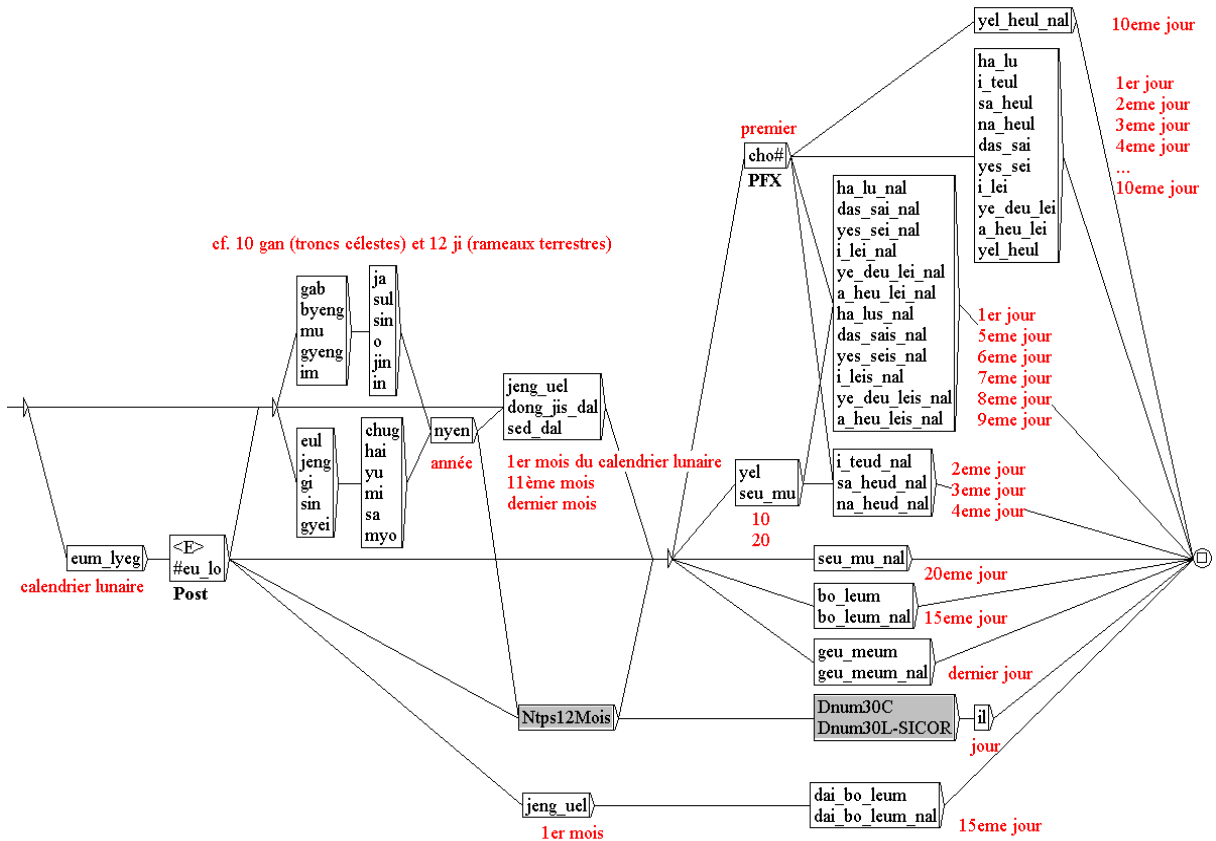 yel_heul_nal
10eme jour
ha_lu
i_teul
sa_heul
na_heul
das_sai
yes_sei
i_lei
ye_deu_lei
a_heu_lei
yel_heul
1er jour
2eme jour
3eme jour
4eme jour
...
10eme jour
premier
cho#
PFX
ha_lu_nal
das_sai_nal
yes_sei_nal
i_lei_nal
ye_deu_lei_nal
a_heu_lei_nal
ha_lus_nal
das_sais_nal
yes_seis_nal
i_leis_nal
ye_deu_leis_nal
a_heu_leis_nal
1er jour
5eme jour
6eme jour
7eme jour
8eme jour
9eme jour
cf. 10 gan (troncs célestes) et 12 ji (rameaux terrestres)
gab
byeng
mu
gyeng
im
ja
sul
sin
o
jin
in
eul
jeng
gi
sin
gyei
chug
hai
yu
mi
sa
myo
nyen
année
jeng_uel
dong_jis_dal
sed_dal
1er mois du calendrier lunaire
11ème mois
dernier mois
yel
seu_mu
10
20
i_teud_nal
sa_heud_nal
na_heud_nal
2eme jour
3eme jour
4eme jour
eum_lyeg
calendrier lunaire
<E>
#eu_lo
Post
seu_mu_nal
20eme jour
bo_leum
bo_leum_nal
15eme jour
geu_meum
geu_meum_nal
dernier jour
Ntps12Mois
Dnum30C
Dnum30L-SICOR
il
jour
jeng_uel
1er mois
dai_bo_leum
dai_bo_leum_nal
15eme jour